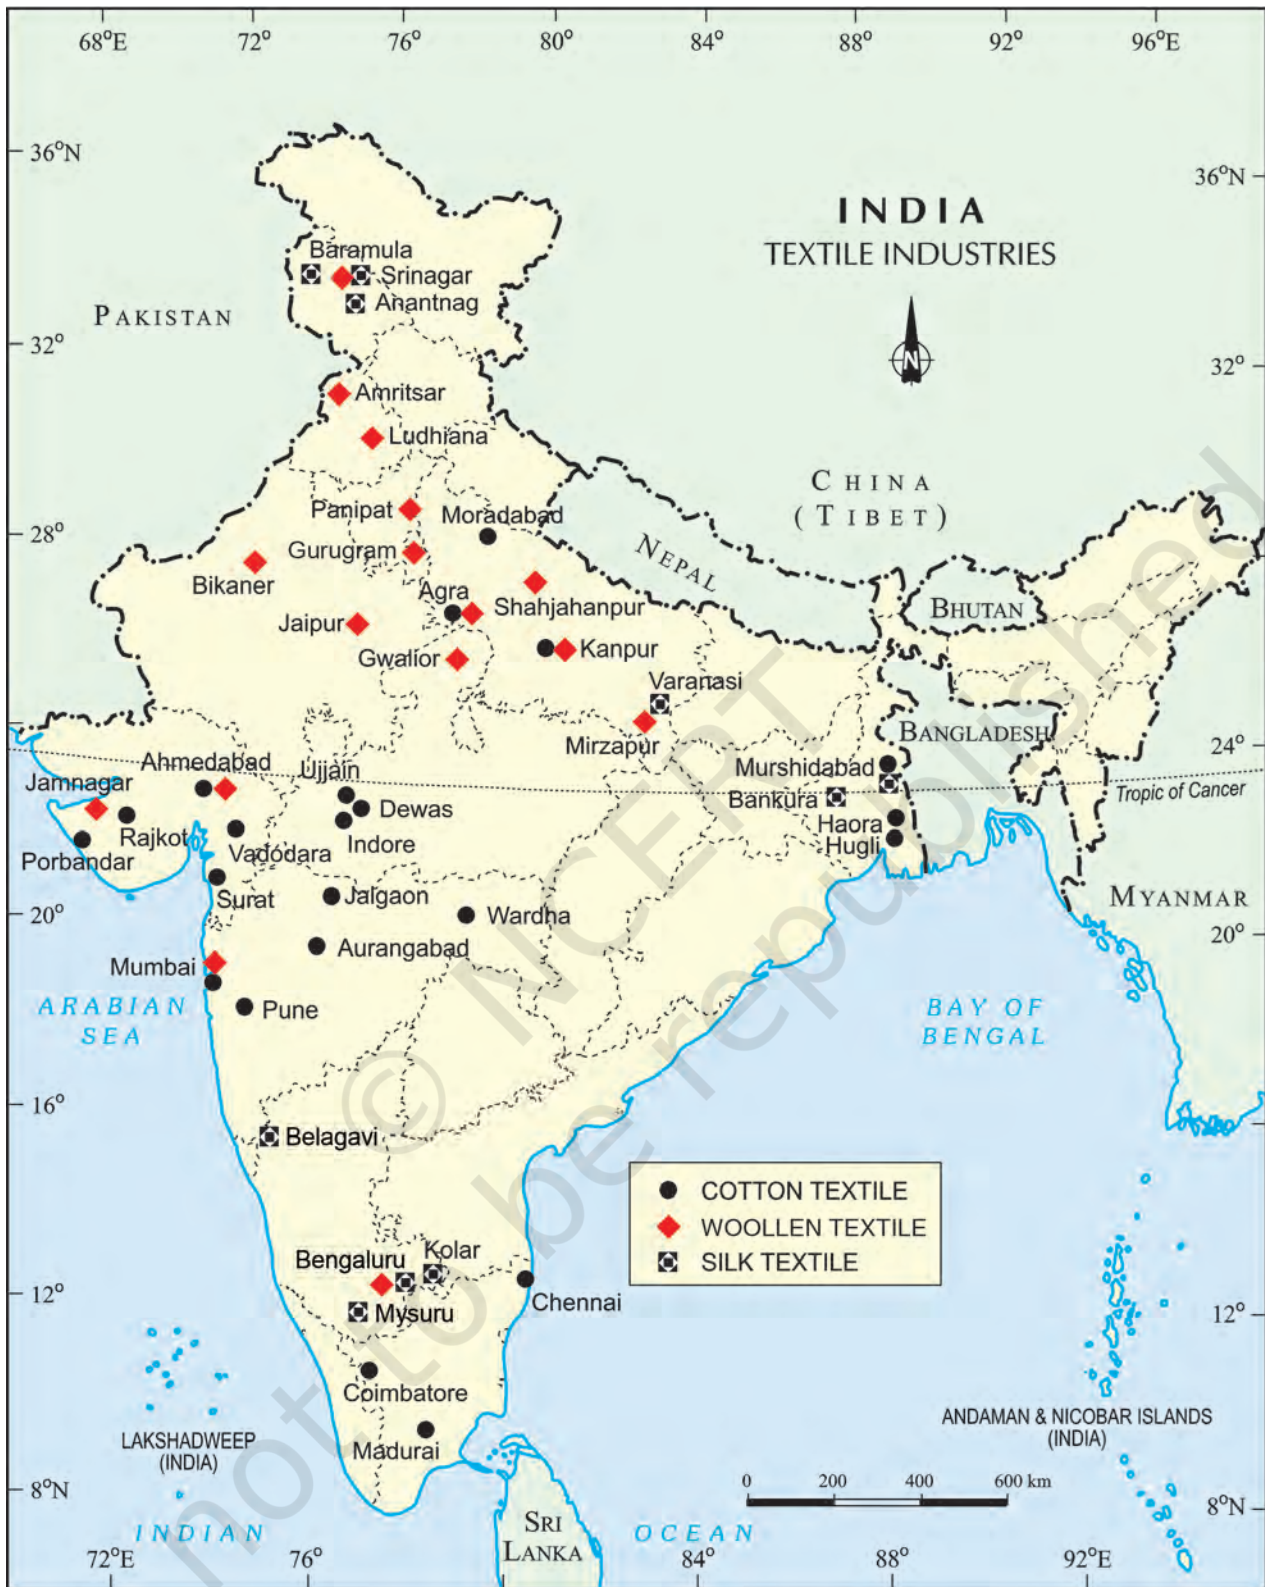 68°E 72° 76° 80° 84° 88° 92° 96°E
36°N
36°N
INDIA
TEXTILE INDUSTRIES
Baramula
Srinagar
Anantnag
PAKISTAN
N
32°
32°
Amritsar
Ludhiana
CHINA
(TIBET)
Panipat
Moradabad
28°
28°
Gurugram
NEPAL
Bikaner
Agra
Shahjahanpur
BHUTAN
Jaipur
Kanpur
Gwalior
Varanasi
Mirzapur
BANGLADESH
24°
Ahmedabad
Ujjain
Murshidabad
Jamnagar
Dewas
Bankura
Tropic of Cancer
Rajkot
Indore
Haora
Porbandar
Vadodara
Hugli
Surat
Jalgaon
MYANMAR
20°
Wardha
20°
Aurangabad
Mumbai
ARABIAN
SEA
Pune
BAY OF
BENGAL
16°
Belagavi
COTTON TEXTILE
WOOLLEN TEXTILE
SILK TEXTILE
Bengaluru
Kolar
12°
Chennai
12°
Mysuru
Coimbatore
Madurai
LAKSHADWEEP
(INDIA)
ANDAMAN & NICOBAR ISLANDS
(INDIA)
0 200 400 600 km
8°N
8°N
INDIAN OCEAN
SRI
LANKA
72°E 76° 84° 88° 92°E
© NCERT
not to be republished